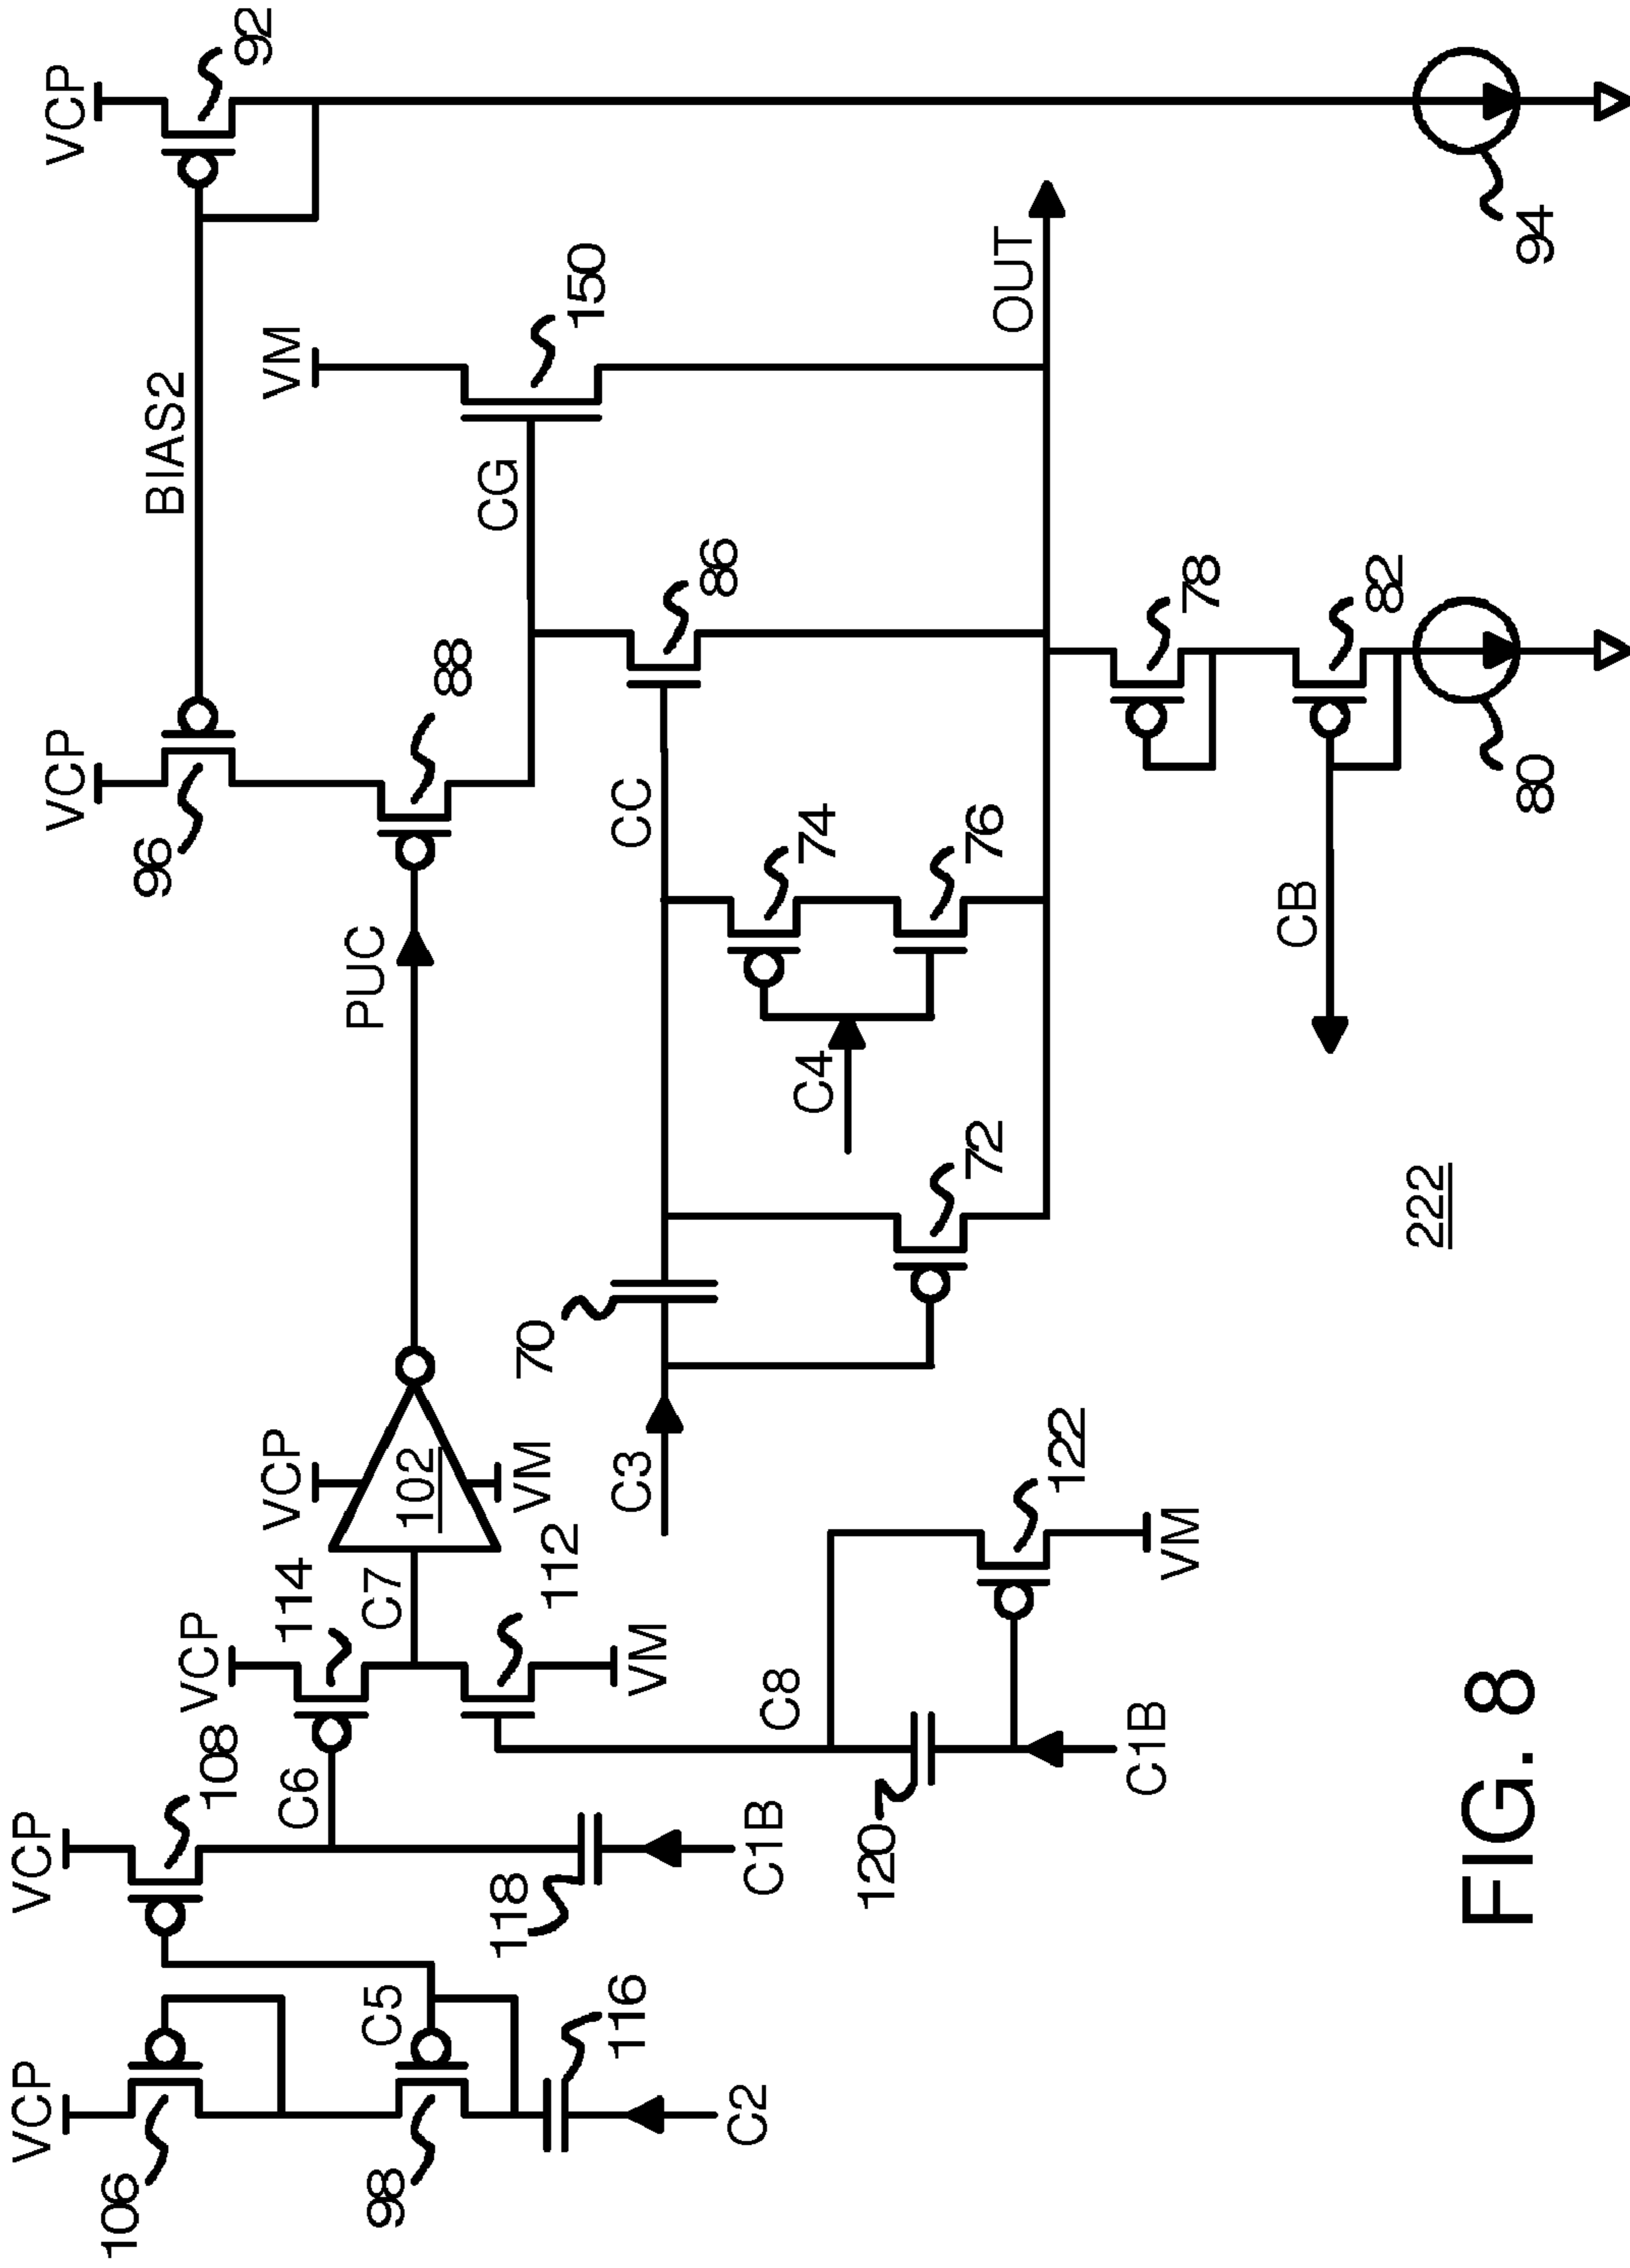 VCP
92
VCP
BIAS2
96
VM
150
88
CG
PUC
86
OUT
CC
74
76
C4
72
78
82
CB
80
94
VCP
102
VM
C3
70
VCP
114
C7
112
VM
VCP
108
C6
118
C1B
C8
120
C1B
122
VM
VCP
106
C5
98
116
C2
222
FIG. 8